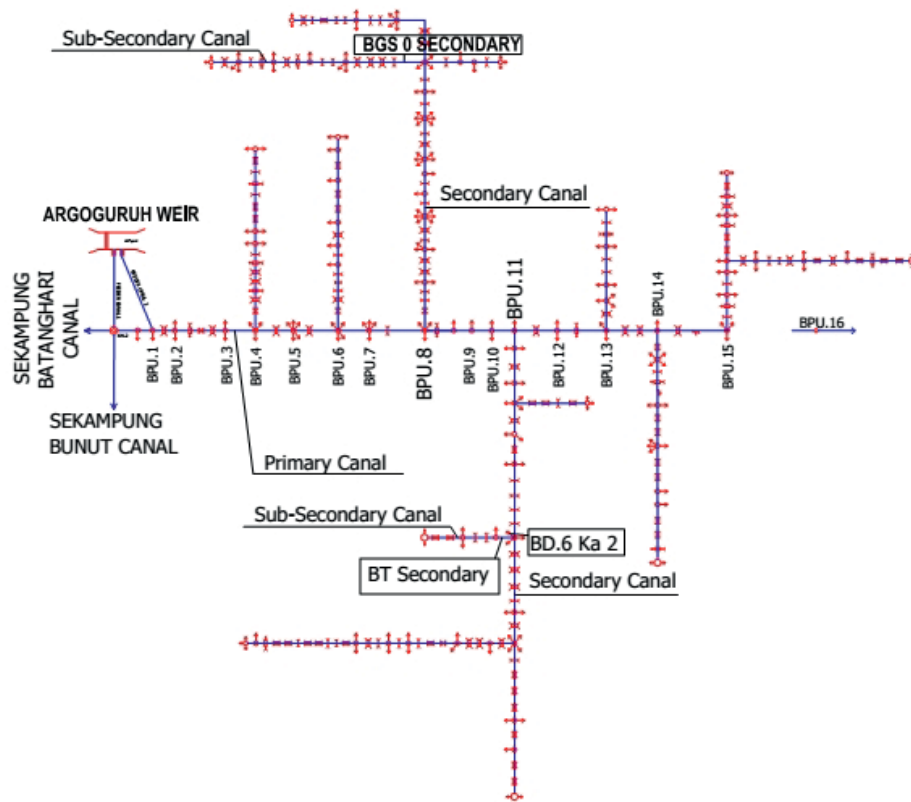 Sub-Secondary Canal
BGS 0 SECONDARY
Secondary Canal
ARGOGURUH WEIR
SEKAMPUNG
BATANGHARI
CANAL
BPU.1
BPU.2
BPU.3
BPU.4
BPU.5
BPU.6
BPU.7
BPU.8
BPU.9
BPU.10
BPU.11
BPU.12
BPU.13
BPU.14
BPU.15
BPU.16
SEKAMPUNG
BUNUT CANAL
Primary Canal
Sub-Secondary Canal
BD.6 Ka 2
BT Secondary
Secondary Canal